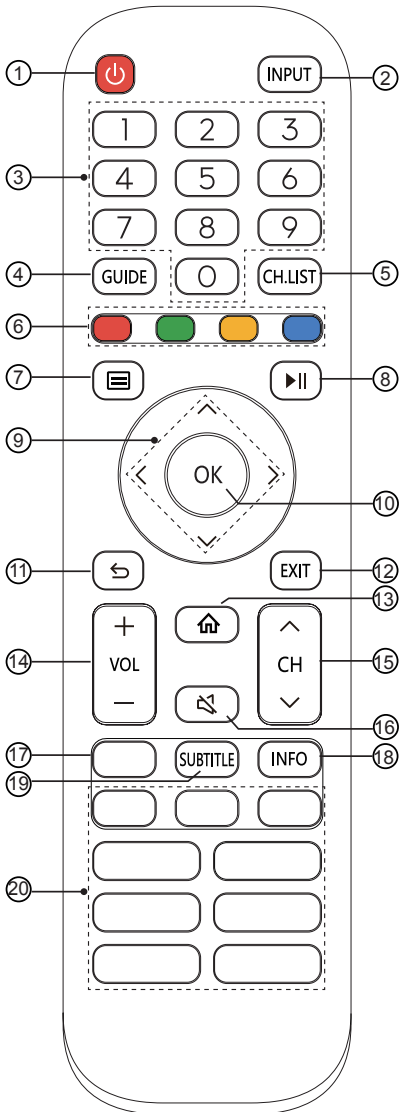 ① INPUT ②
1 2 3
③ 4 5 6
7 8 9
④ GUIDE 0 CH.LIST ⑤
⑥
⑦ ⑧
⑨
OK
⑩
⑪ EXIT ⑫
⑬
+
⑭ VOL CH ⑮
−
⑯
⑰ SUBTITLE INFO ⑱
⑲
⑳